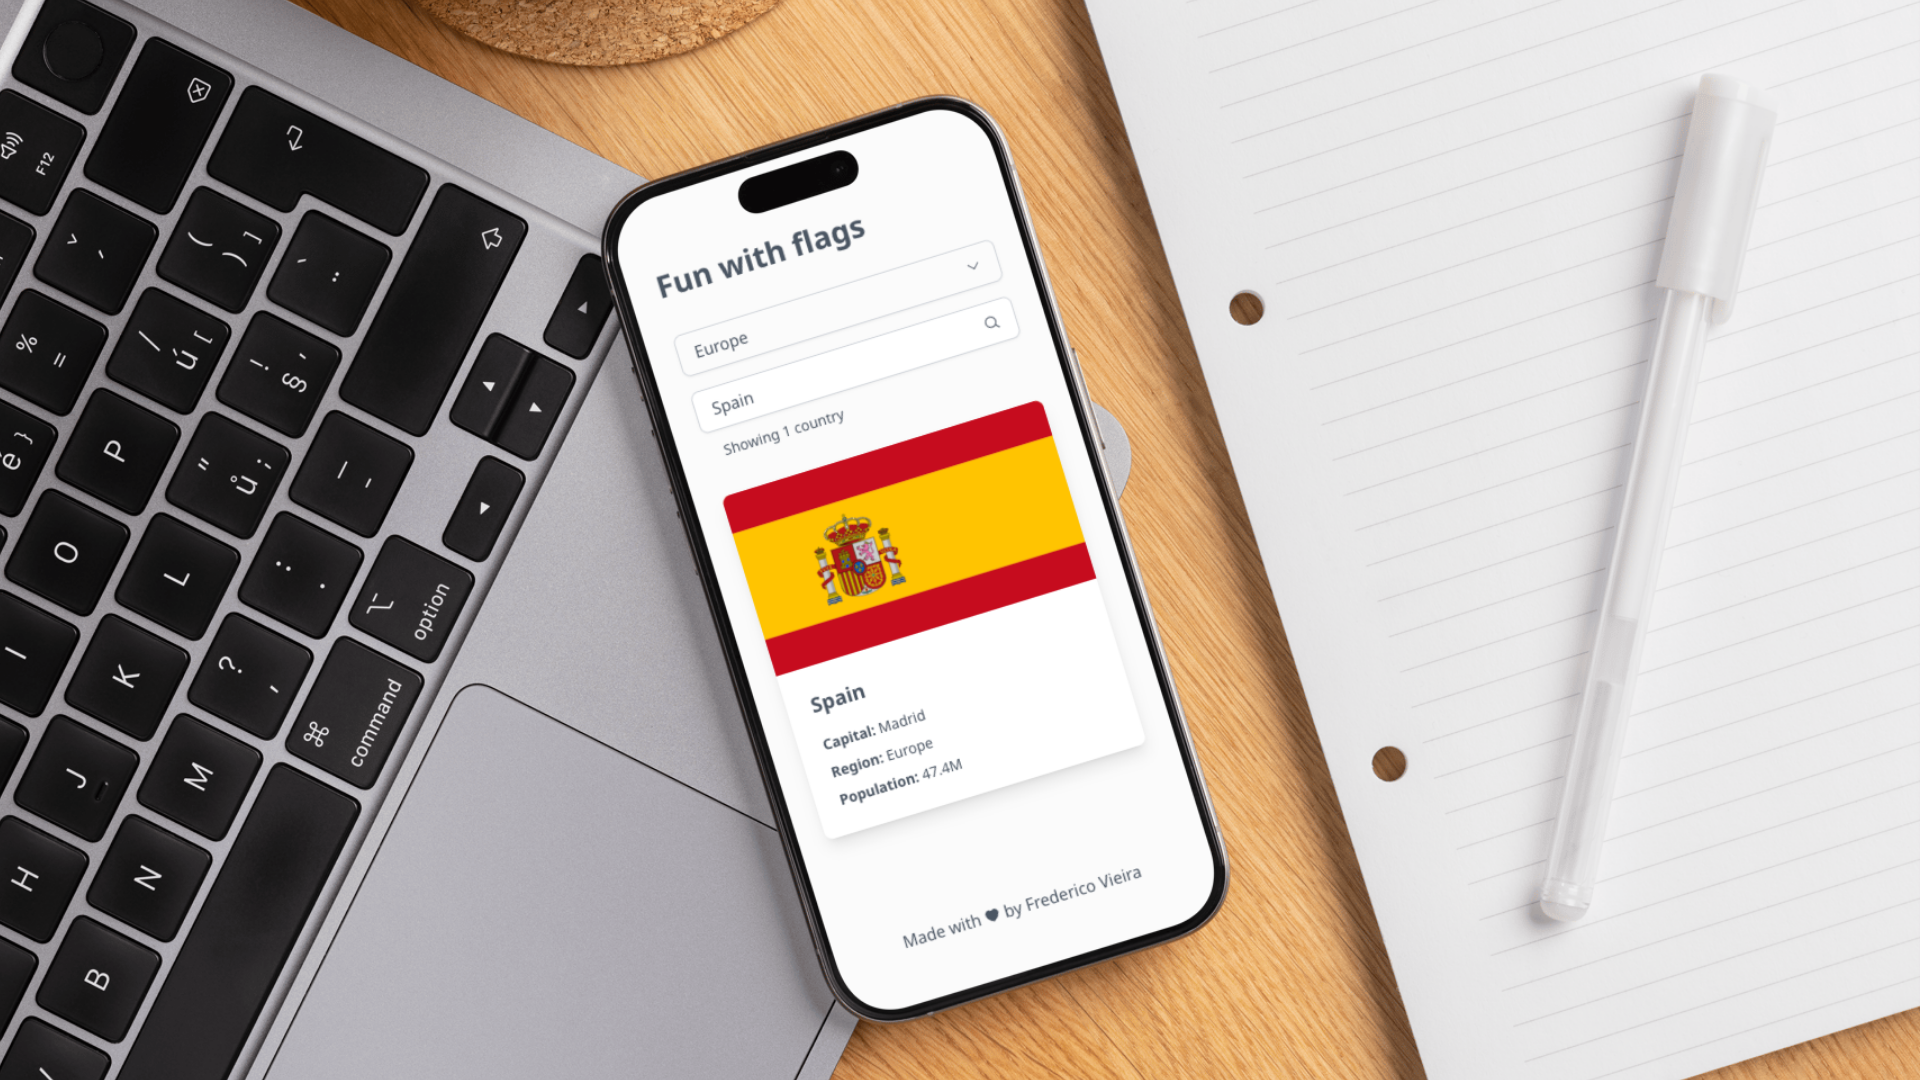 Fun with flags
Europe
Spain
Showing 1 country
Spain
Capital: Madrid
Region: Europe
Population: 47.4M
Made with ♥ by Frederico Vieira
F12
% =
/ ú [ (
! § '
P
" ů ;
O
L
: .
option
I
K
? ,
⌘ command
J
M
H
N
B